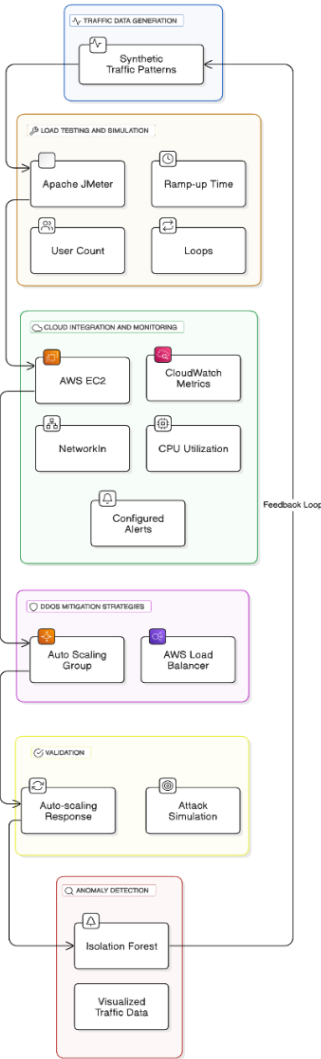 TRAFFIC DATA GENERATION
Synthetic
Traffic Patterns
LOAD TESTING AND SIMULATION
Apache JMeter
Ramp-up Time
User Count
Loops
CLOUD INTEGRATION AND MONITORING
AWS EC2
CloudWatch
Metrics
NetworkIn
CPU Utilization
Configured
Alerts
Feedback Loop
DDOS MITIGATION STRATEGIES
Auto Scaling
Group
AWS Load
Balancer
VALIDATION
Auto-scaling
Response
Attack
Simulation
ANOMALY DETECTION
Isolation Forest
Visualized
Traffic Data